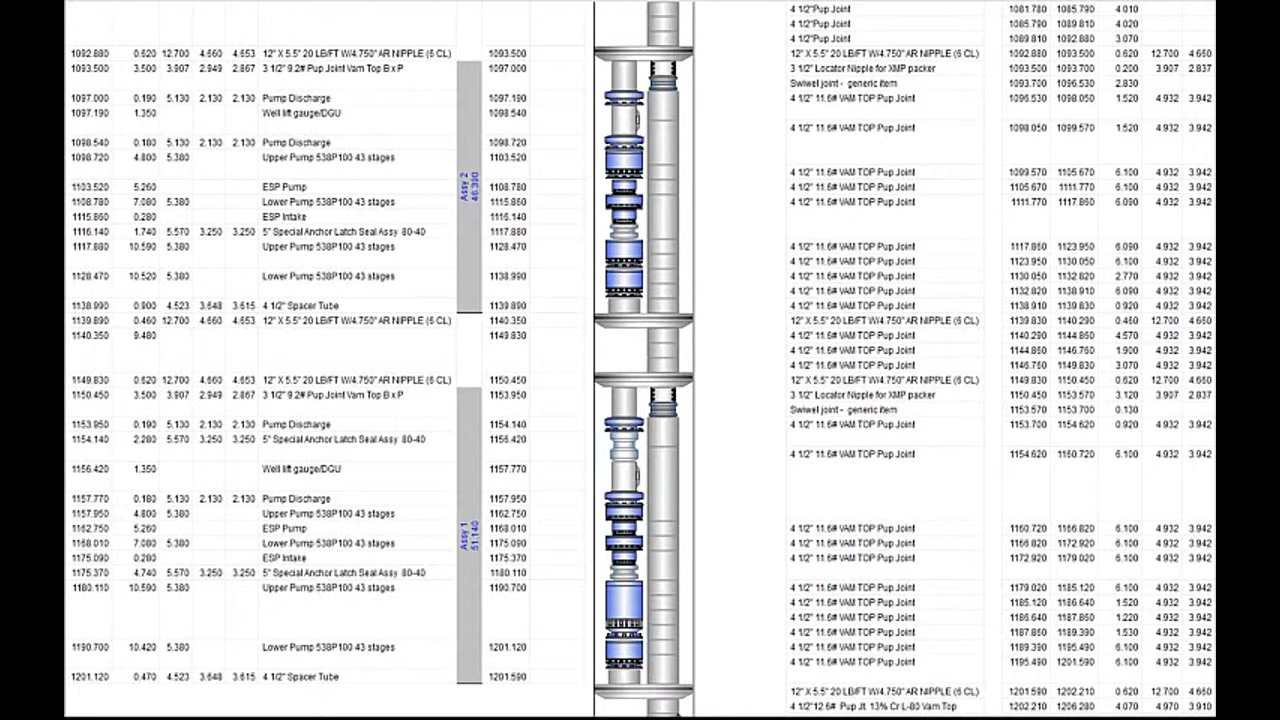 4 1/2"Pup Joint 1081.780 1085.790 4.010
4 1/2"Pup Joint 1085.790 1089.810 4.020
4 1/2"Pup Joint 1089.810 1092.880 3.070
1092.880 0.620 12.700 4.660 4.653 12" X 5.5" 20 LB/FT W/4.750" AR NIPPLE (6 CL) 1093.500
12" X 5.5" 20 LB/FT W/4.750" AR NIPPLE (6 CL) 1092.880 1093.500 0.620 12.700 4.660
1093.500 3.500 3.907 2.949 2.867 3 1/2" 9.2# Pup Joint Vam Top B x P 1097.000
3 1/2" Locator Nipple for XMP packer 1093.500 1093.700 0.200 3.907 2.837
Swiwel joint - generic item 1093.700 1096.530 2.830
1097.000 0.190 5.130 2.130 2.130 Pump Discharge 1097.190
4 1/2" 11.6# VAM TOP Pup Joint 1096.530 1098.050 1.520 4.932 3.942
1097.190 1.350 Well lift gauge/DGU 1098.540
4 1/2" 11.6# VAM TOP Pup Joint 1098.050 1099.570 1.520 4.932 3.942
1098.540 0.180 5.130 2.130 2.130 Pump Discharge 1098.720
1098.720 4.800 5.380 Upper Pump 538P100 43 stages 1103.520
4 1/2" 11.6# VAM TOP Pup Joint 4.932 3.942
1103.520 5.260 ESP Pump 1108.780
4 1/2" 11.6# VAM TOP Pup Joint 6.100 4.932 3.942
1108.780 7.080 5.380 Lower Pump 538P100 43 stages 1115.860
4 1/2" 11.6# VAM TOP Pup Joint 1111.770 1117.860 6.090 4.932 3.942
1115.860 0.280 ESP Intake 1116.140
1116.140 1.740 5.570 3.250 3.250 5" Special Anchor Latch Seal Assy 80-40 1117.880
1117.880 10.590 5.380 Upper Pump 538P100 43 stages 1128.470
Assy 2
46.390
4 1/2" 11.6# VAM TOP Pup Joint 1117.860 1123.950 6.090 4.932 3.942
4 1/2" 11.6# VAM TOP Pup Joint 1123.950 1130.050 6.100 4.932 3.942
1128.470 10.520 5.380 Lower Pump 538P100 43 stages 1138.990
4 1/2" 11.6# VAM TOP Pup Joint 1130.050 1132.820 2.770 4.932 3.942
4 1/2" 11.6# VAM TOP Pup Joint 1132.820 1138.910 6.090 4.932 3.942
1138.990 0.900 4.523 3.648 3.615 4 1/2" Spacer Tube 1139.890
4 1/2" 11.6# VAM TOP Pup Joint 1138.910 1139.830 0.920 4.932 3.942
1139.890 0.460 12.700 4.660 4.653 12" X 5.5" 20 LB/FT W/4.750" AR NIPPLE (6 CL) 1140.350
12" X 5.5" 20 LB/FT W/4.750" AR NIPPLE (6 CL) 1139.830 1140.290 0.460 12.700 4.660
1140.350 9.480 1149.830
4 1/2" 11.6# VAM TOP Pup Joint 1140.290 1144.860 4.570 4.932 3.942
4 1/2" 11.6# VAM TOP Pup Joint 1144.860 1146.760 1.900 4.932 3.942
4 1/2" 11.6# VAM TOP Pup Joint 1146.760 1149.830 3.070 4.932 3.942
1149.830 0.620 12.700 4.660 4.653 12" X 5.5" 20 LB/FT W/4.750" AR NIPPLE (6 CL) 1150.450
12" X 5.5" 20 LB/FT W/4.750" AR NIPPLE (6 CL) 1149.830 1150.450 0.620 12.700 4.660
1150.450 3.500 3.907 2.949 2.867 3 1/2" 9.2# Pup Joint Vam Top B x P 1153.950
3 1/2" Locator Nipple for XMP packer 1150.450 1153.570 3.120 3.907 2.837
Swiwel joint - generic item 1153.570 1153.700 0.130
1153.950 0.190 5.130 2.130 2.130 Pump Discharge 1154.140
4 1/2" 11.6# VAM TOP Pup Joint 1153.700 1154.620 0.920 4.932 3.942
1154.140 2.280 5.570 3.250 3.250 5" Special Anchor Latch Seal Assy 80-40 1156.420
4 1/2" 11.6# VAM TOP Pup Joint 1154.620 1160.720 6.100 4.932 3.942
1156.420 1.350 Well lift gauge/DGU 1157.770
1157.770 0.180 5.130 2.130 2.130 Pump Discharge 1157.950
1157.950 4.800 5.380 Upper Pump 538P100 43 stages 1162.750
1162.750 5.260 ESP Pump 1168.010
4 1/2" 11.6# VAM TOP Pup Joint 1160.720 1166.820 6.100 4.932 3.942
Assy 1
51.140
1168.010 7.080 5.380 Lower Pump 538P100 43 stages 1175.090
4 1/2" 11.6# VAM TOP Pup Joint 1166.820 1172.920 6.100 4.932 3.942
1175.090 0.280 ESP Intake 1175.370
4 1/2" 11.6# VAM TOP Pup Joint 1172.920 1179.020 6.100 4.932 3.942
1175.370 4.740 5.570 3.250 3.250 5" Special Anchor Latch Seal Assy 80-40 1180.110
1180.110 10.590 5.380 Upper Pump 538P100 43 stages 1190.700
4 1/2" 11.6# VAM TOP Pup Joint 1179.020 1185.120 6.100 4.932 3.942
4 1/2" 11.6# VAM TOP Pup Joint 1185.120 1186.640 1.520 4.932 3.942
4 1/2" 11.6# VAM TOP Pup Joint 1186.640 1187.860 1.220 4.932 3.942
4 1/2" 11.6# VAM TOP Pup Joint 1187.860 1189.390 1.530 4.932 3.942
1190.700 10.420 5.380 Lower Pump 538P100 43 stages 1201.120
4 1/2" 11.6# VAM TOP Pup Joint 1189.390 1195.490 6.100 4.932 3.942
4 1/2" 11.6# VAM TOP Pup Joint 1195.490 1201.590 6.100 4.932 3.942
1201.120 0.470 4.523 3.648 3.615 4 1/2" Spacer Tube 1201.590
12" X 5.5" 20 LB/FT W/4.750" AR NIPPLE (6 CL) 1201.590 1202.210 0.620 12.700 4.660
4 1/2"12.6# Pup Jt. 13% Cr L-80 Vam Top 1202.210 1206.280 4.070 4.970 3.910